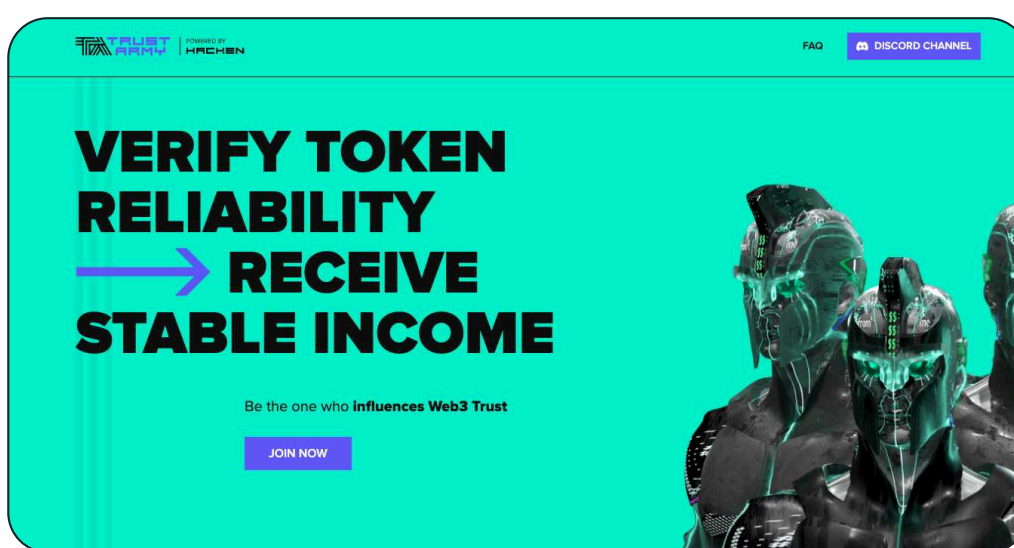 TRUST
ARMY
POWERED BY
HACKEN
FAQ
DISCORD CHANNEL
VERIFY TOKEN
RELIABILITY
RECEIVE
STABLE INCOME
Be the one who influences Web3 Trust
JOIN NOW